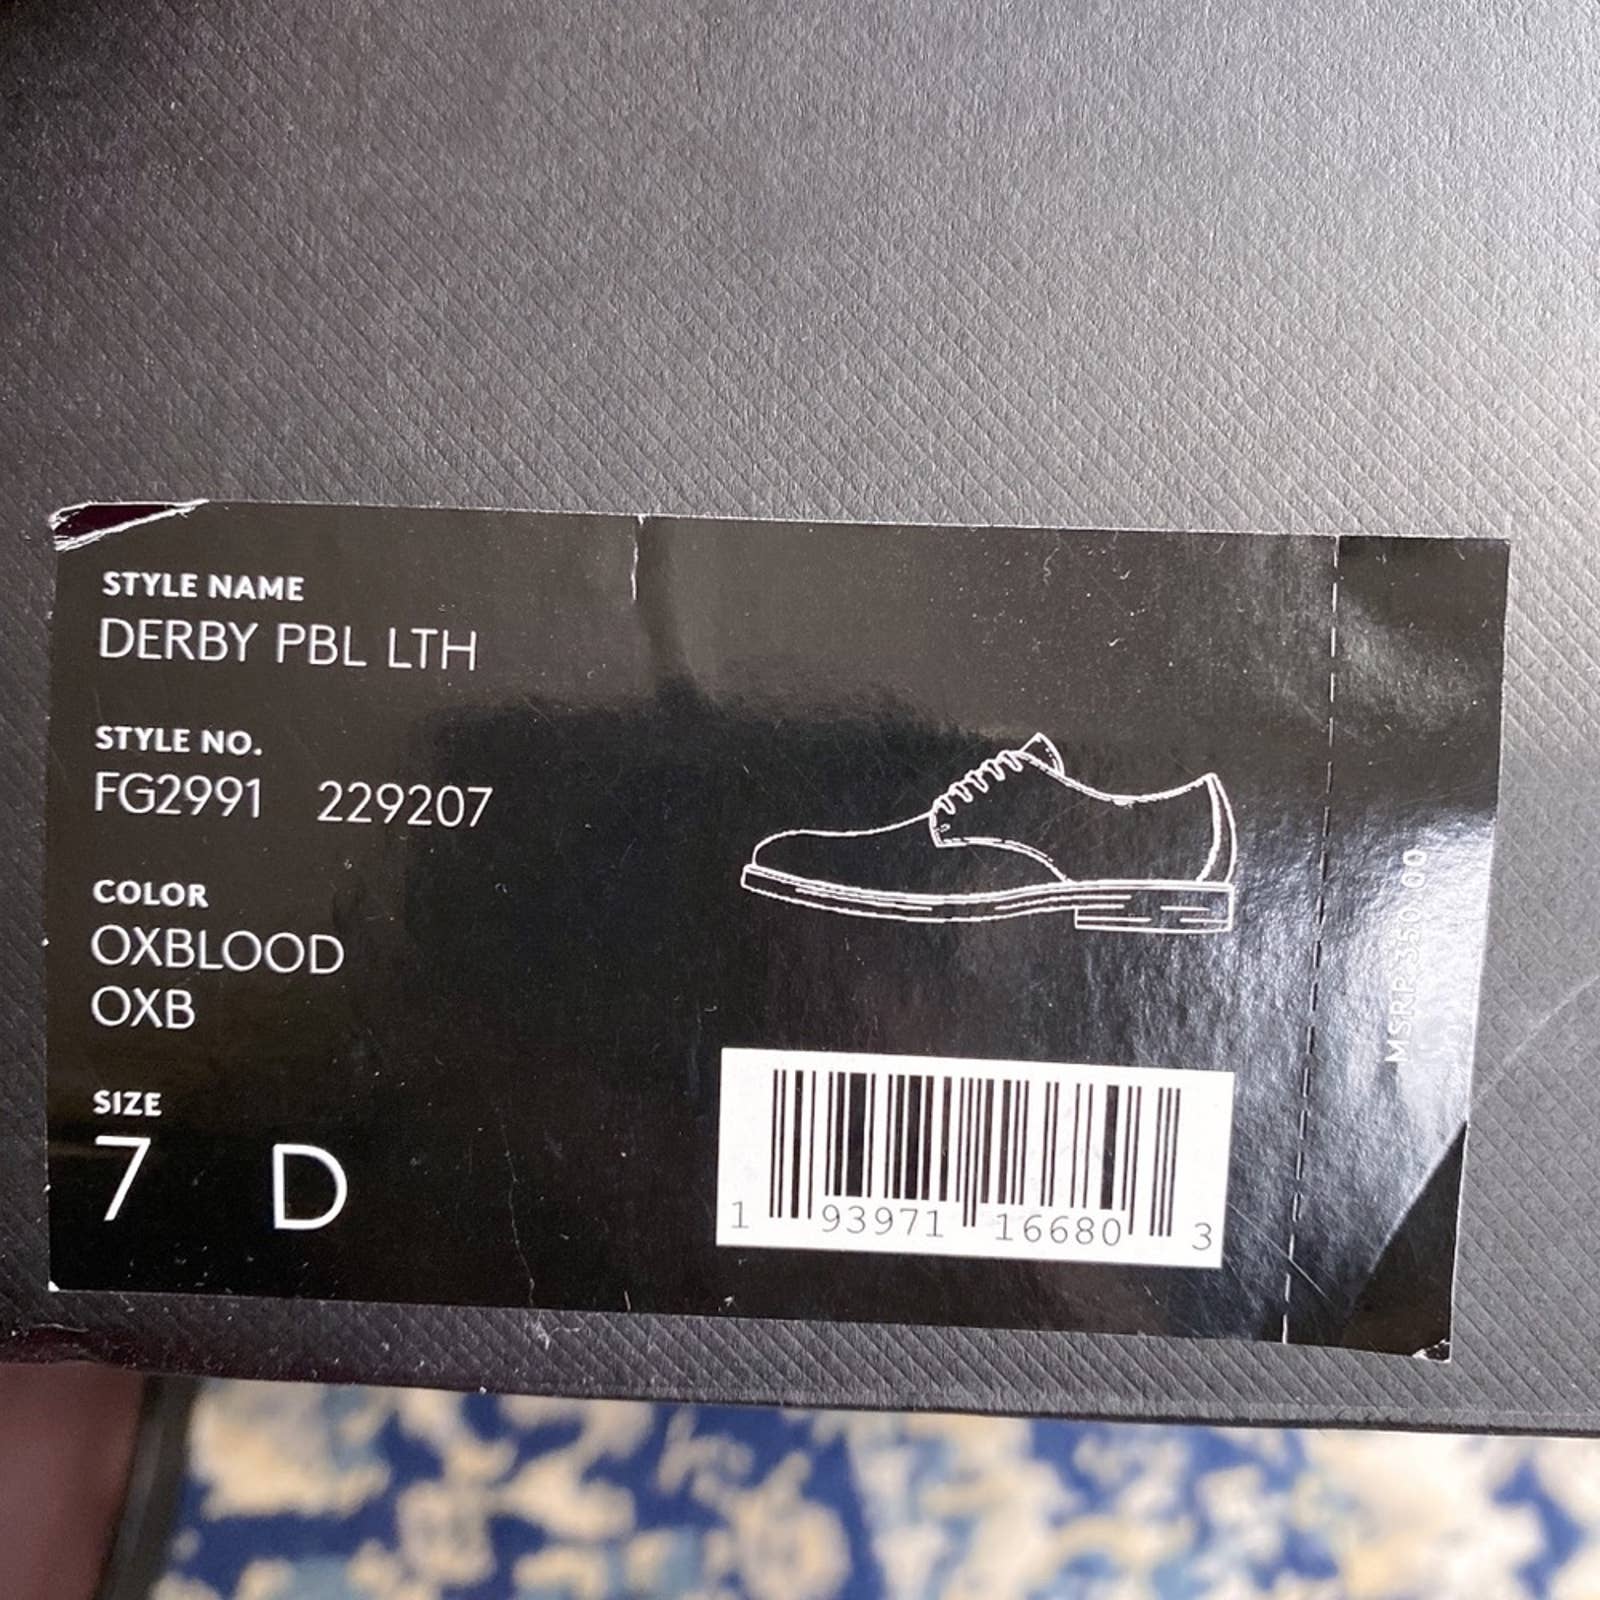 STYLE NAME
DERBY PBL LTH
STYLE NO.
FG2991 229207
COLOR
OXBLOOD
OXB
SIZE
7 D
1 93971 16680 3
MSRP 350.00